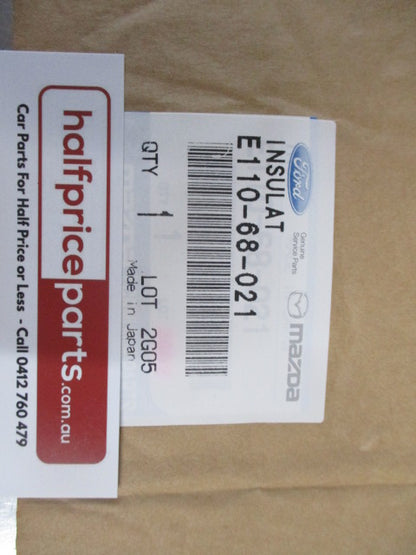 Ford
Genuine
Service Parts
mazda
INSULAT
E110-68-021
QTY 1 LOT 2G05
Made in Japan
halfpriceparts.com.au
Car Parts For Half Price or Less - Call 0412 760 479